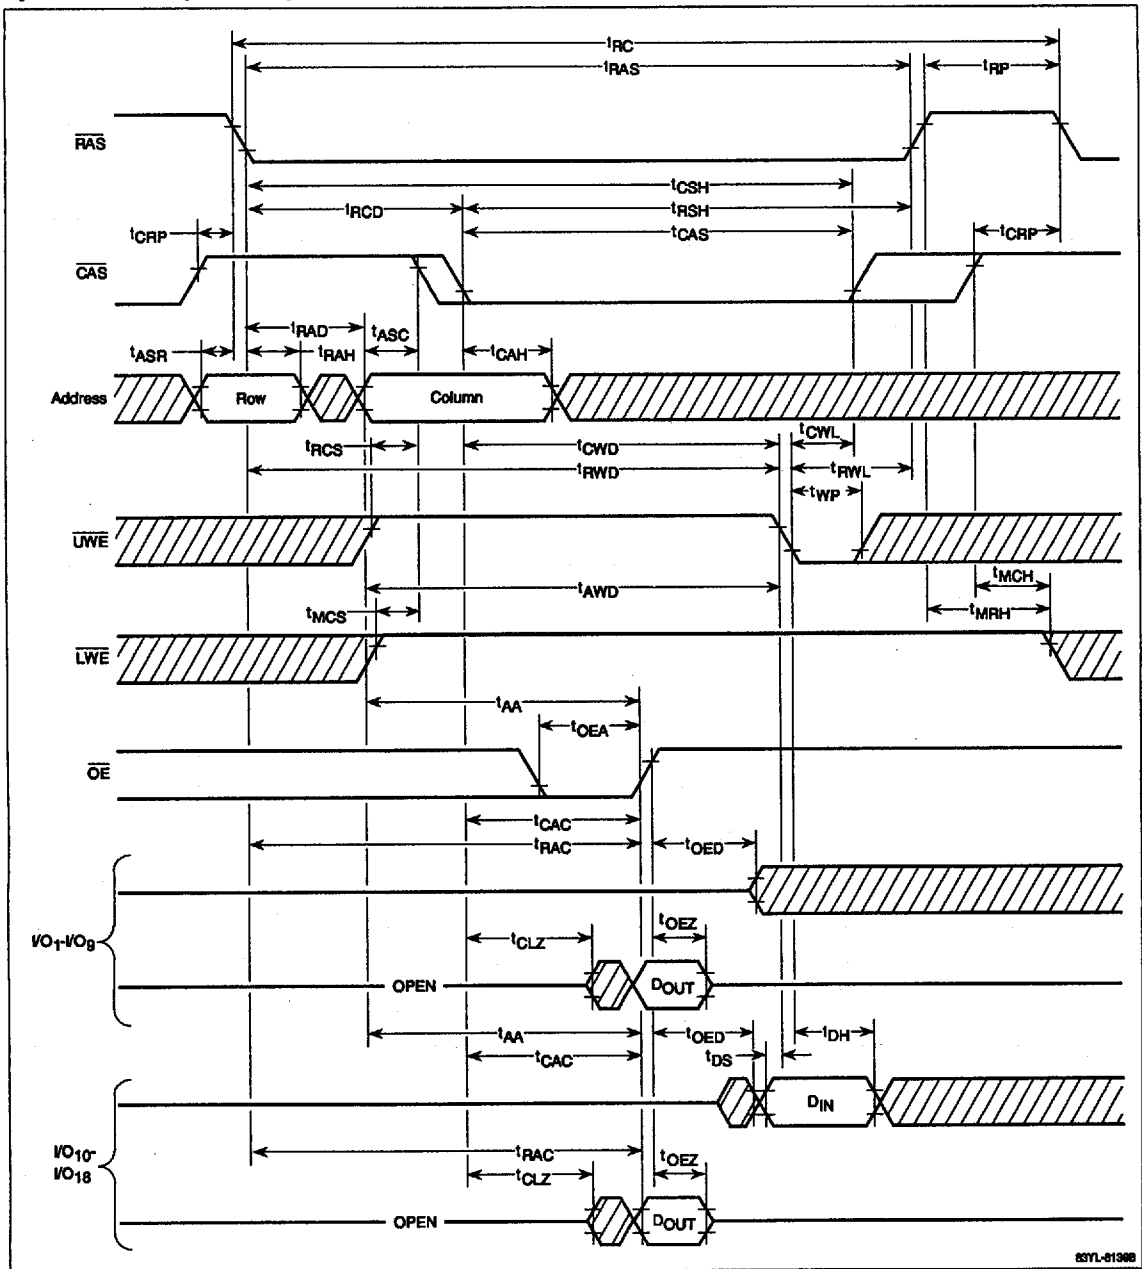 tRC
tRAS
tRP
RAS
tCSH
tRCD
tRSH
tCRP
tCAS
tCRP
CAS
tRAD
tASC
tASR
tRAH
tCAH
Address
Row
Column
tRCS
tCWD
tCWL
tRWD
tRWL
tWP
UWE
tAWD
tMCH
tMCS
tMRH
LWE
tAA
tOEA
OE
tCAC
tRAC
tOED
I/O1-I/O9
tCLZ
tOEZ
OPEN
DOUT
tAA
tOED
tDH
tCAC
tDS
DIN
I/O10-
I/O18
tRAC
tOEZ
tCLZ
OPEN
DOUT
83YL-8139B